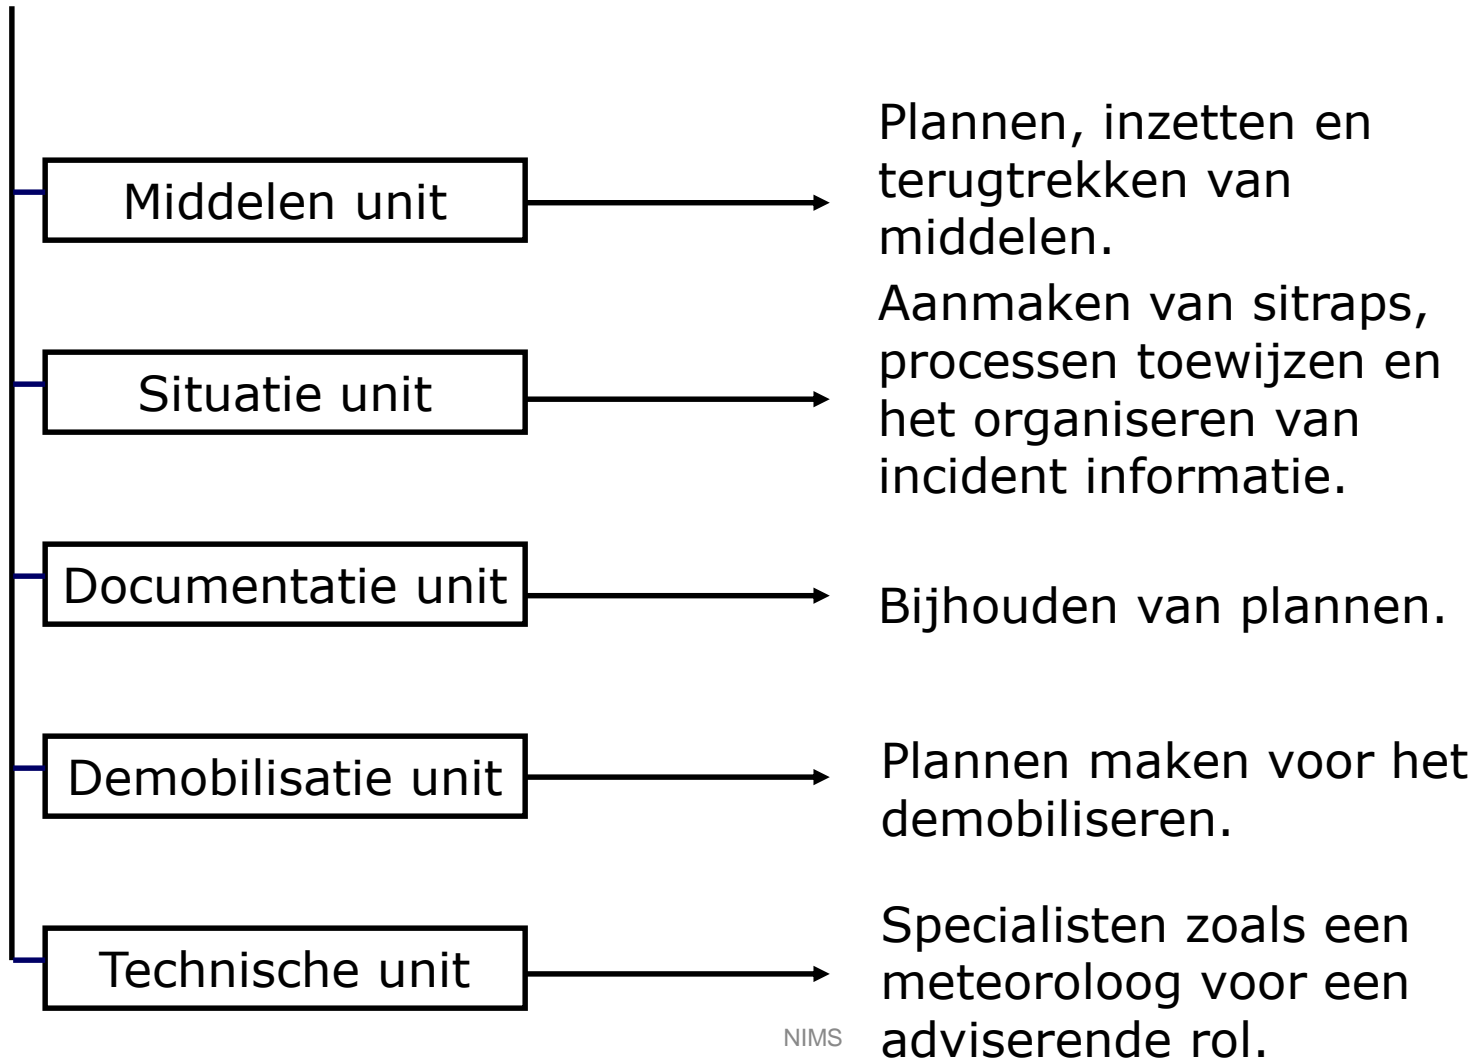 Middelen unit
Plannen, inzetten en
terugtrekken van
middelen.
Situatie unit
Aanmaken van sitraps,
processen toewijzen en
het organiseren van
incident informatie.
Documentatie unit
Bijhouden van plannen.
Demobilisatie unit
Plannen maken voor het
demobiliseren.
Technische unit
Specialisten zoals een
meteoroloog voor een
adviserende rol.
NIMS